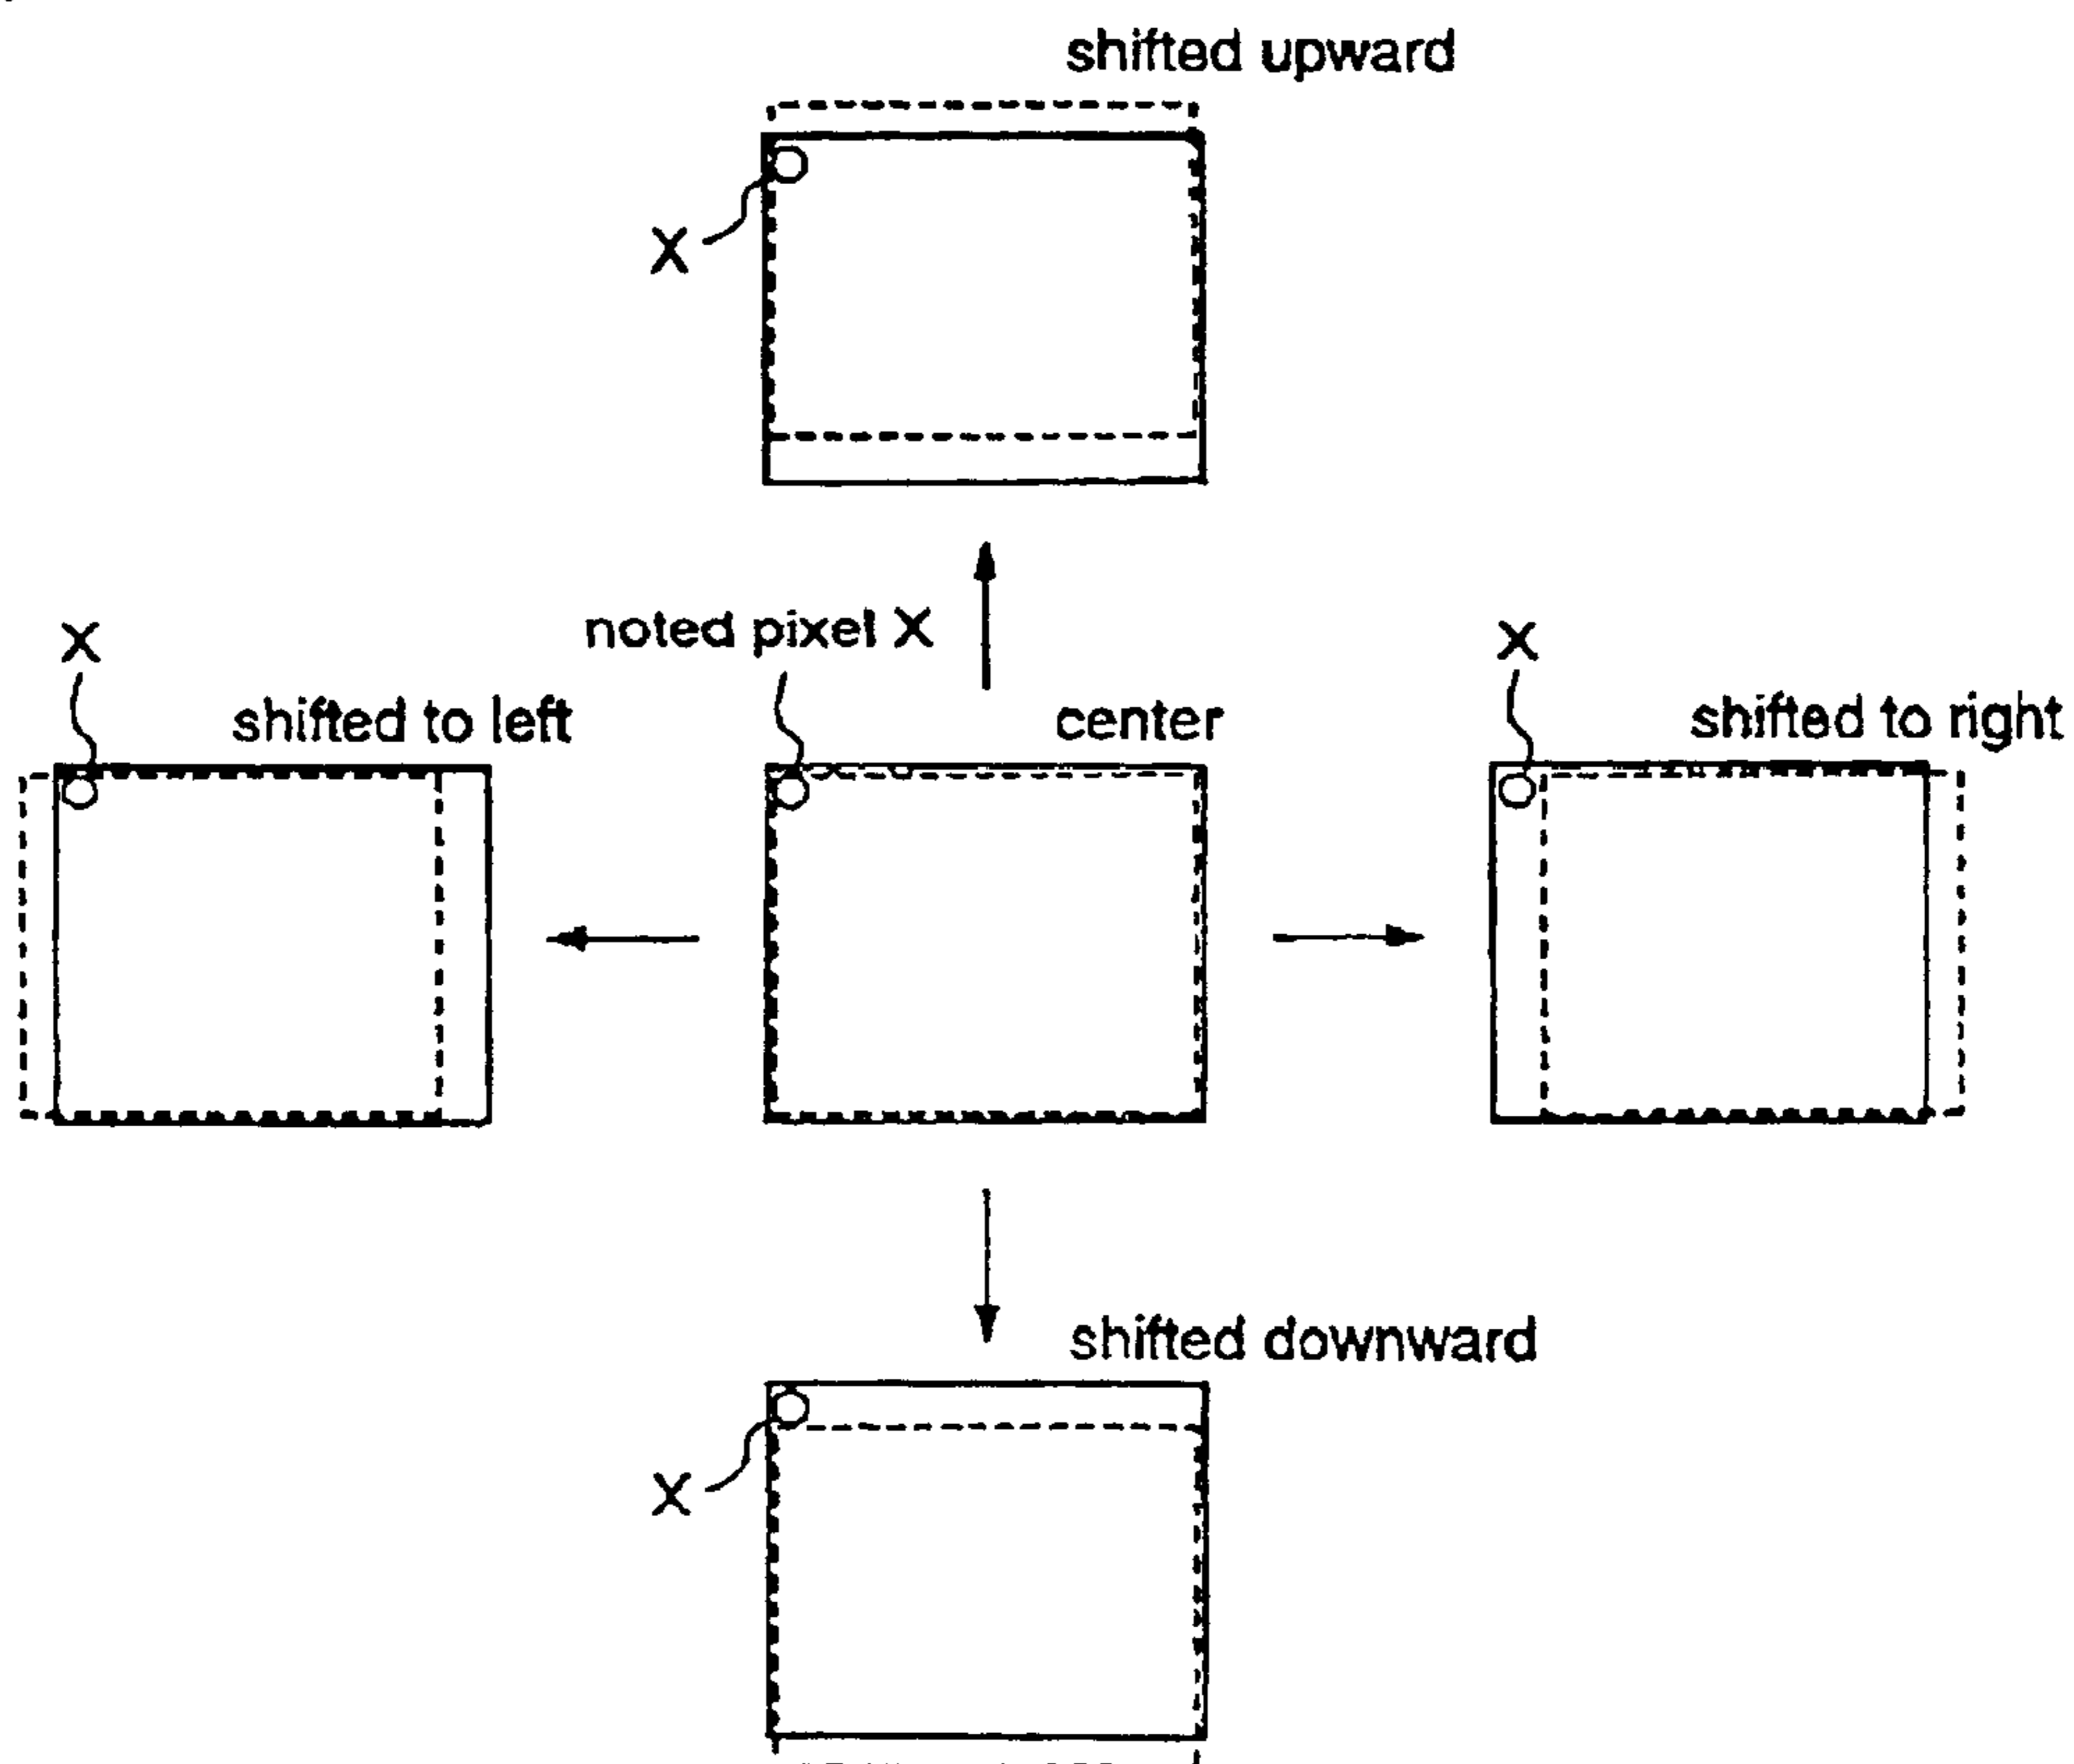 shifted upward
X
noted pixel X
X
X
shifted to left
center
shifted to right
shifted downward
X